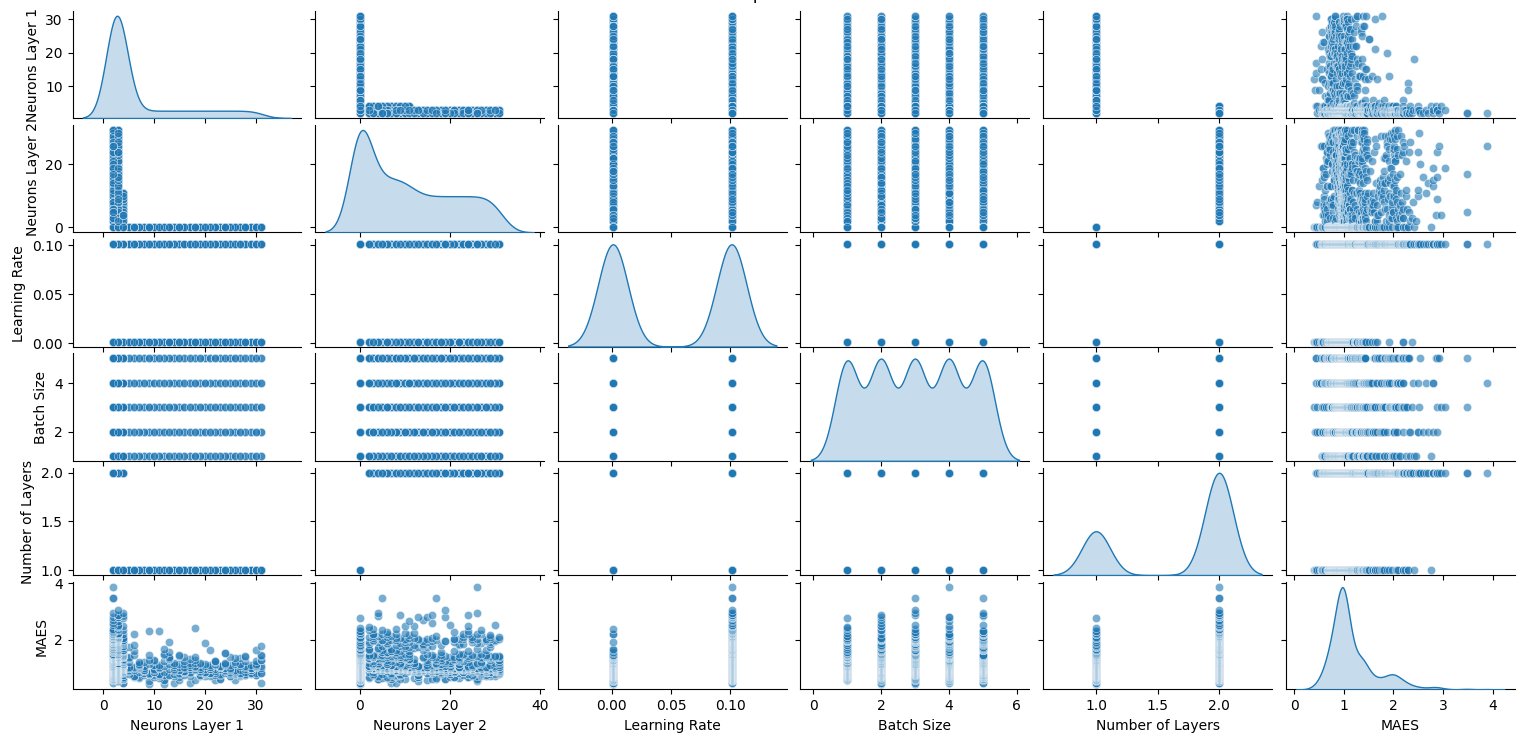 Neurons Layer 1
30
20
10
Neurons Layer 2
20
0
Learning Rate
0.10
0.05
0.00
Batch Size
4
2
Number of Layers
2.0
1.5
1.0
MAES
4
2
0 10 20 30
0 20 40
0.00 0.10
0 2 4 6
1.0 1.5 2.0
0 1 2 3 4
Neurons Layer 1 Neurons Layer 2 Learning Rate Batch Size Number of Layers MAES